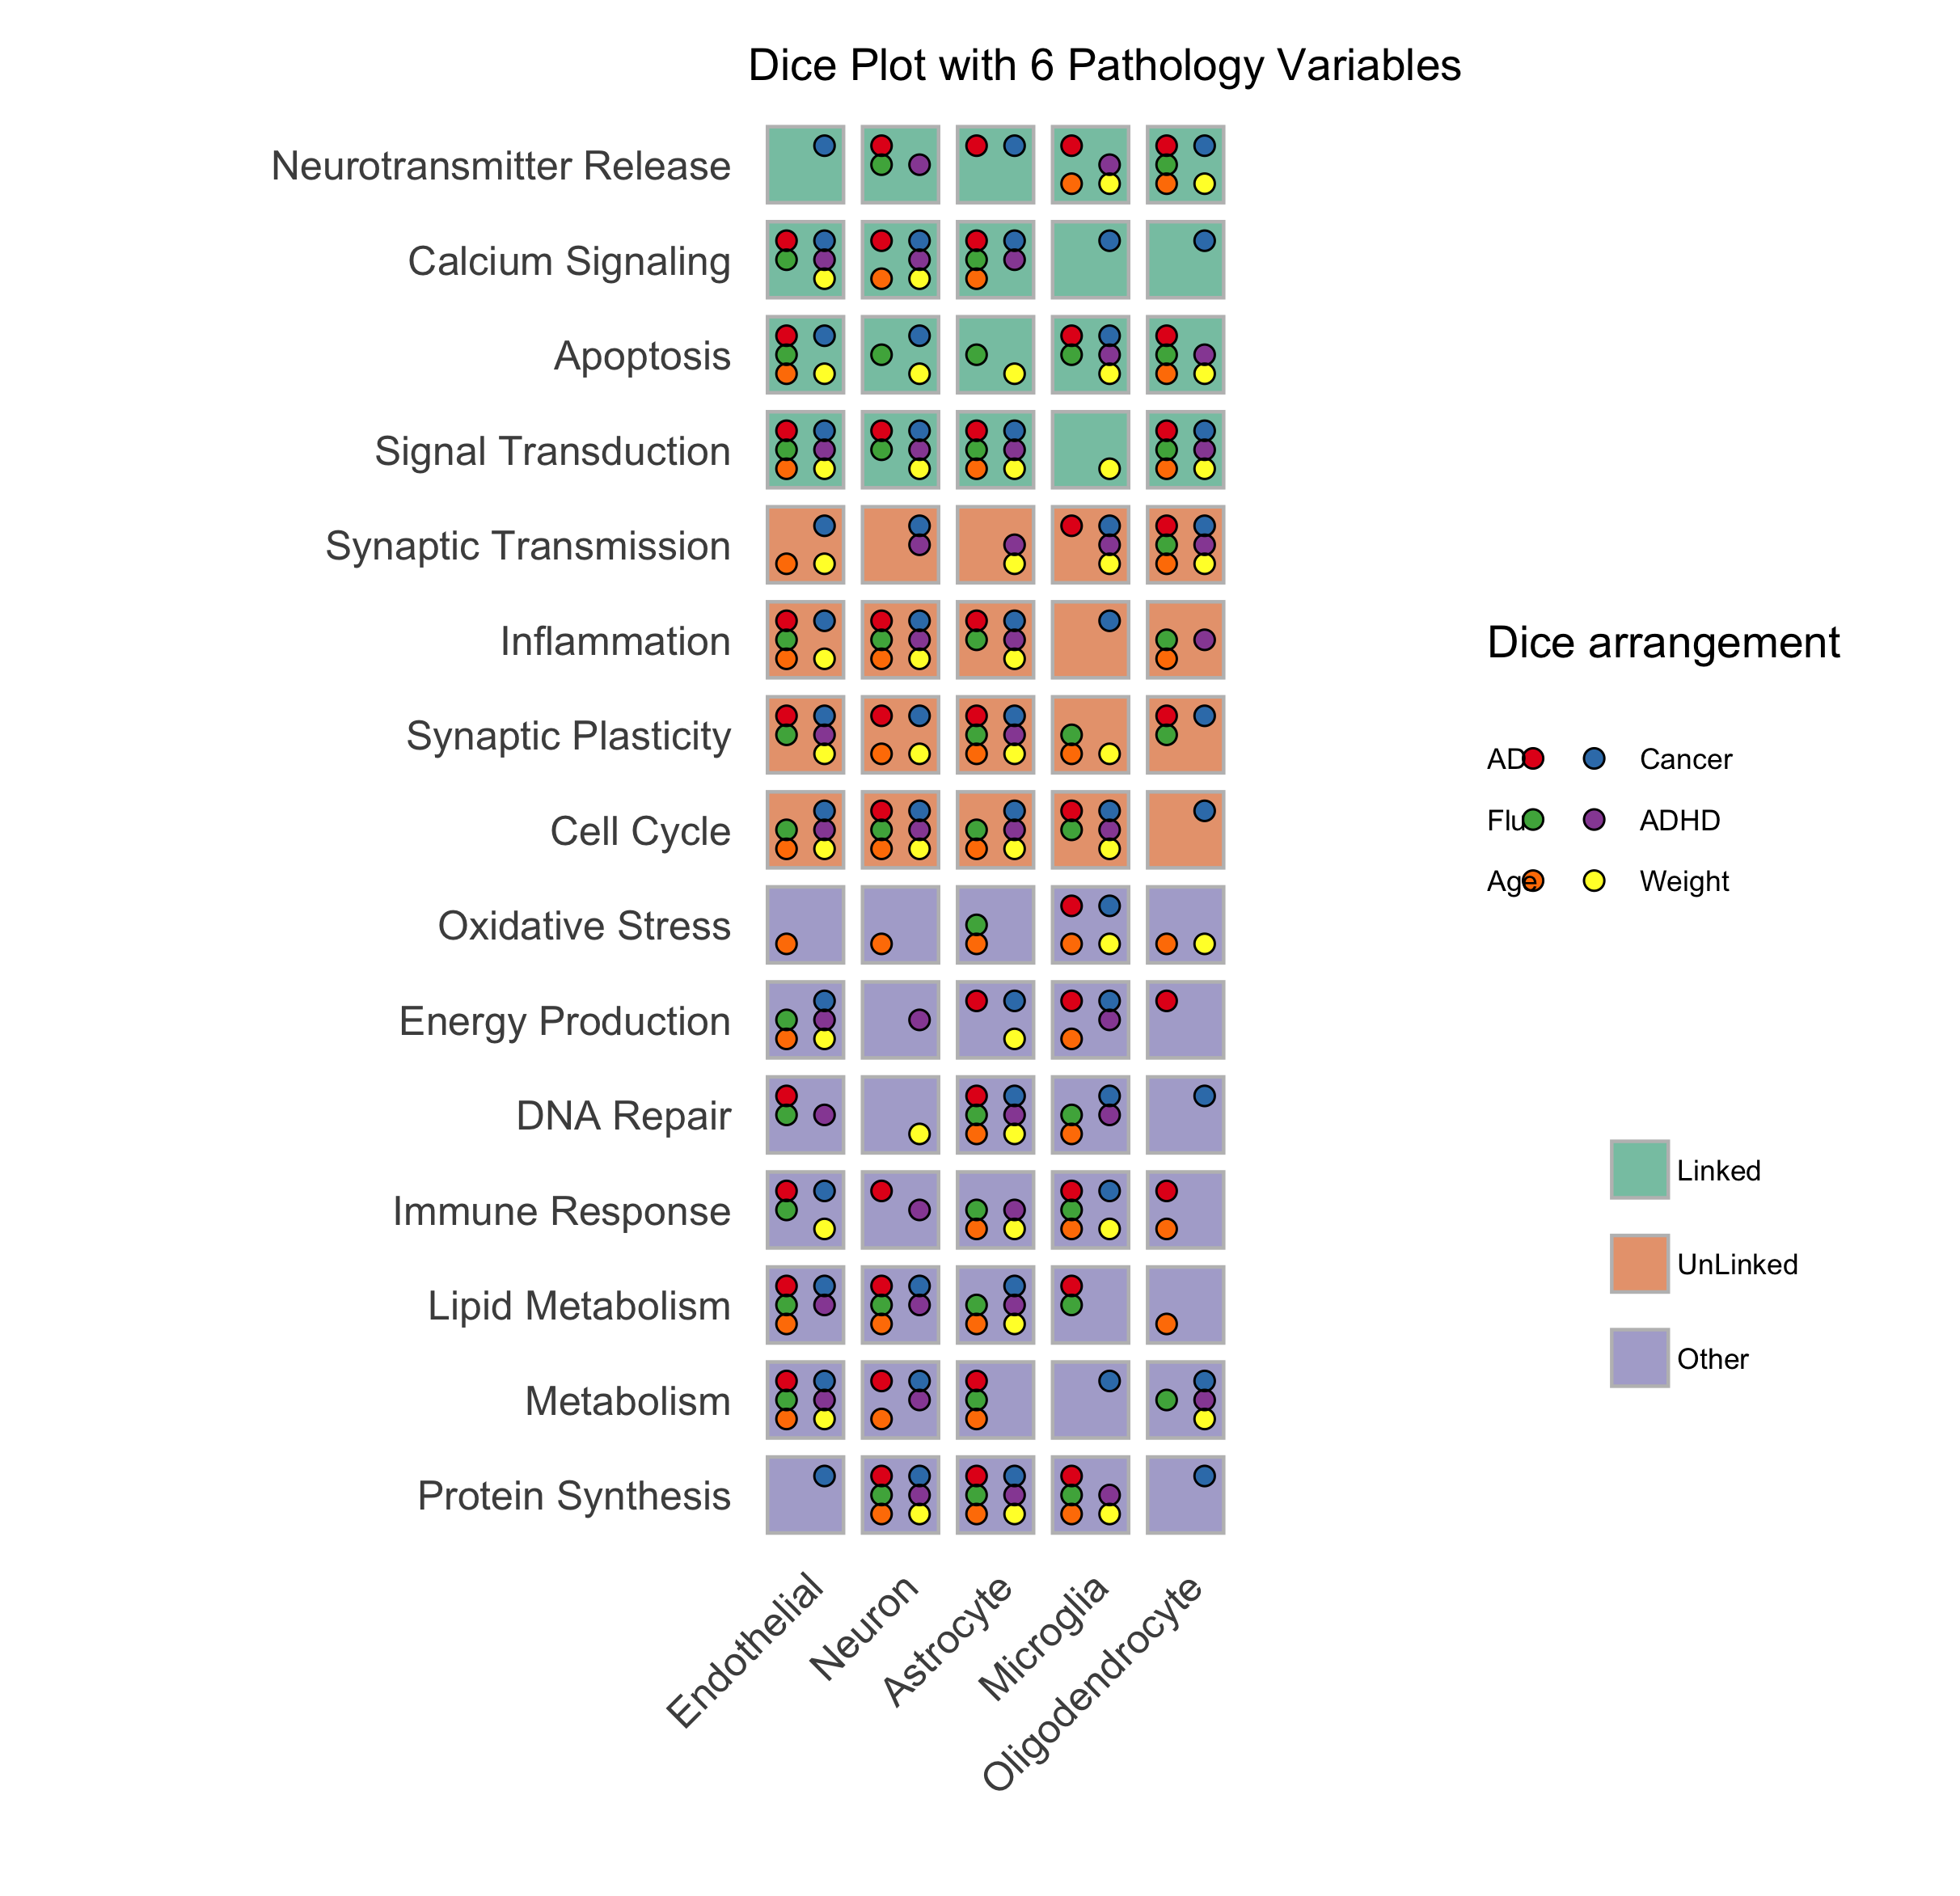 Dice Plot with 6 Pathology Variables
Neurotransmitter Release
Calcium Signaling
Apoptosis
Signal Transduction
Synaptic Transmission
Inflammation
Synaptic Plasticity
Cell Cycle
Oxidative Stress
Energy Production
DNA Repair
Immune Response
Lipid Metabolism
Metabolism
Protein Synthesis
Endothelial
Neuron
Astrocyte
Microglia
Oligodendrocyte
Dice arrangement
AD Cancer
Flu ADHD
Age Weight
Linked
UnLinked
Other